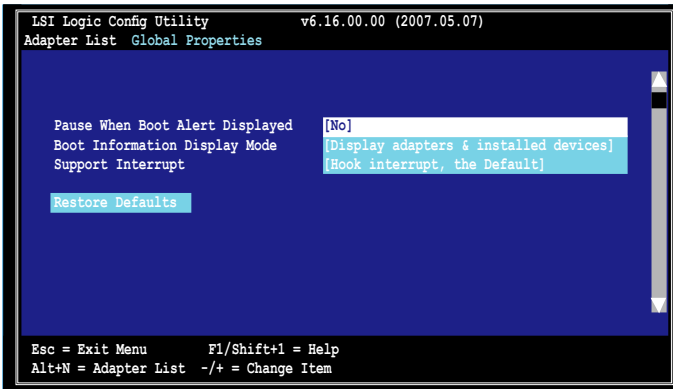 LSI Logic Config Utility v6.16.00.00 (2007.05.07)
Adapter List Global Properties
Pause When Boot Alert Displayed [No]
Boot Information Display Mode [Display adapters & installed devices]
Support Interrupt [Hook interrupt, the Default]
Restore Defaults
Esc = Exit Menu F1/Shift+1 = Help
Alt+N = Adapter List -/+ = Change Item